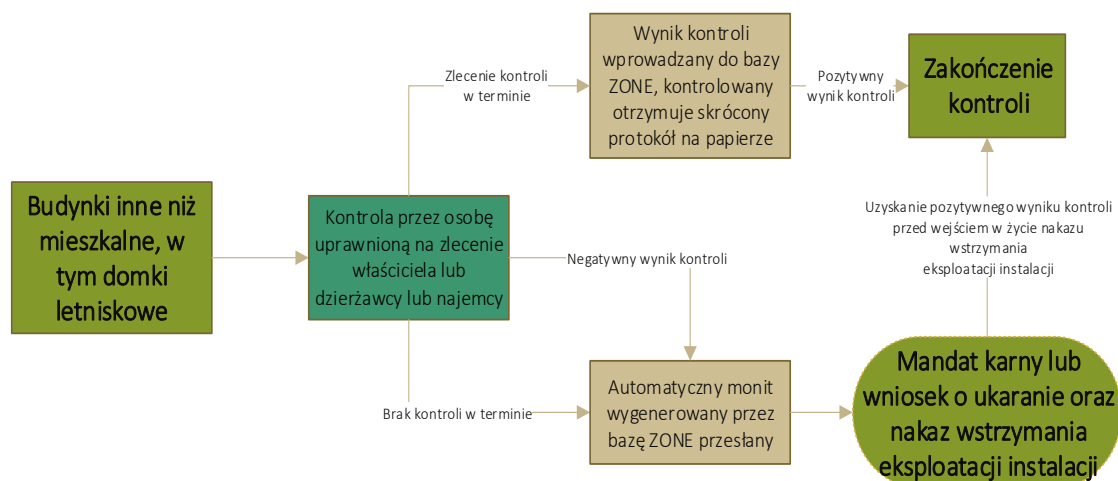 Budynki inne niż
mieszkalne, w
tym domki
letniskowe
Kontrola przez osobę
uprawnioną na zlecenie
właściciela lub
dzierżawcy lub najemcy
Zlecenie kontroli
w terminie
Wynik kontroli
wprowadzany do bazy
ZONE, kontrolowany
otrzymuje skrócony
protokół na papierze
Pozytywny
wynik kontroli
Zakończenie
kontroli
Negatywny wynik kontroli
Brak kontroli w terminie
Automatyczny monit
wygenerowany przez
bazę ZONE przesłany
Mandat karny lub
wniosek o ukaranie oraz
nakaz wstrzymania
eksploatacji instalacji
Uzyskanie pozytywnego wyniku kontroli
przed wejściem w życie nakazu
wstrzymania
eksploatacji instalacji